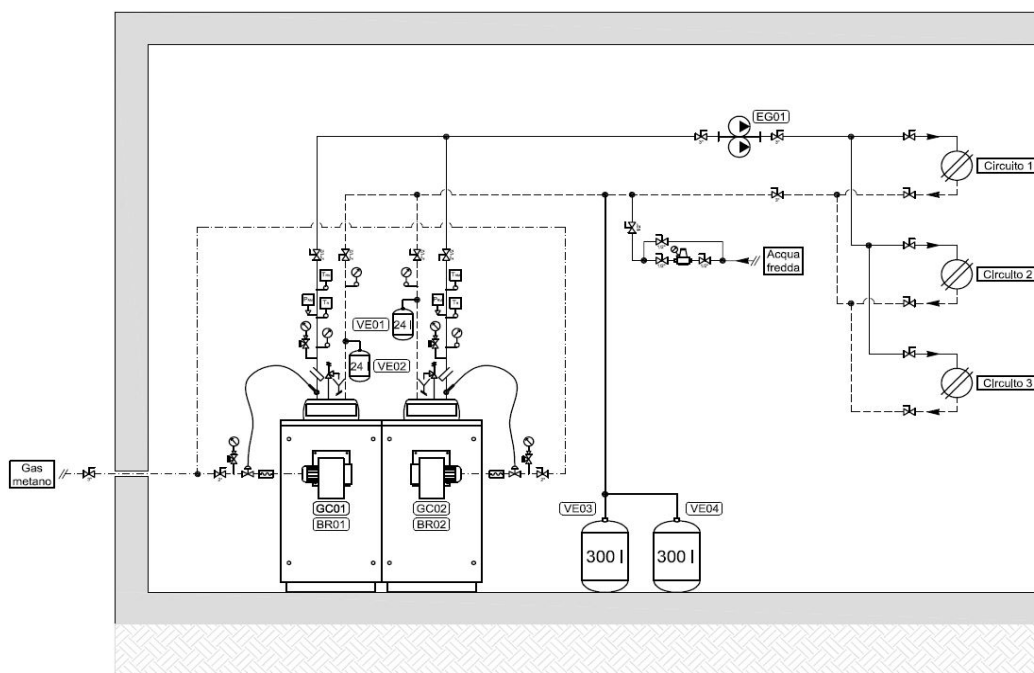 EG01
Circuito 1
Acqua
fredda
Circuito 2
VE01
24 l
24 l
VE02
Circuito 3
Gas
metano
GC01
BR01
GC02
BR02
VE03
VE04
300 l
300 l